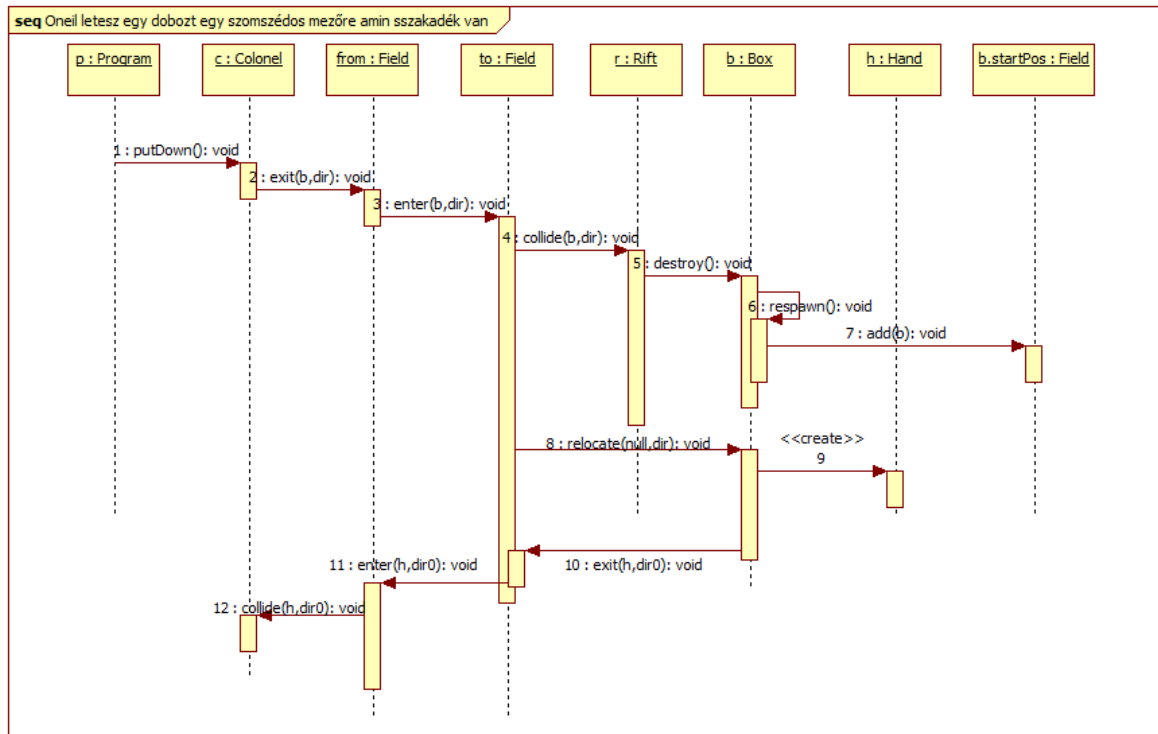 seq Oneil letesz egy dobozt egy szomszédos mezőre amin sszakadék van
p : Program
c : Colonel
from : Field
to : Field
r : Rift
b : Box
h : Hand
b.startPos : Field
1 : putDown(): void
2 : exit(b,dir): void
3 : enter(b,dir): void
4 : collide(b,dir): void
5 : destroy(): void
6 : respawn(): void
7 : add(b): void
8 : relocate(null,dir): void
<<create>>
9
10 : exit(h,dir0): void
11 : enter(h,dir0): void
12 : collide(h,dir0): void